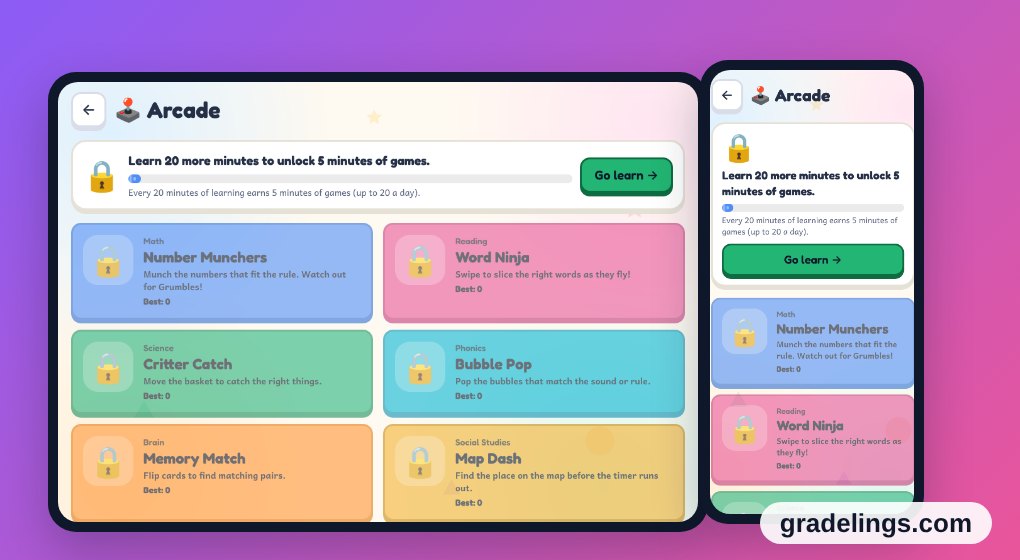 Arcade
Learn 20 more minutes to unlock 5 minutes of games.
Every 20 minutes of learning earns 5 minutes of games (up to 20 a day).
Go learn →
Math
Number Munchers
Munch the numbers that fit the rule. Watch out
for Grumbles!
Best: 0
Reading
Word Ninja
Swipe to slice the right words as they fly!
Best: 0
Science
Critter Catch
Move the basket to catch the right things.
Best: 0
Phonics
Bubble Pop
Pop the bubbles that match the sound or rule.
Best: 0
Brain
Memory Match
Flip cards to find matching pairs.
Best: 0
Social Studies
Map Dash
Find the place on the map before the timer runs
out.
Best: 0
Arcade
Learn 20 more minutes to unlock 5
minutes of games.
Every 20 minutes of learning earns 5 minutes of
games (up to 20 a day).
Go learn →
Math
Number Munchers
Munch the numbers that fit the
rule. Watch out for Grumbles!
Best: 0
Reading
Word Ninja
Swipe to slice the right words as
they fly!
Best: 0
gradelings.com